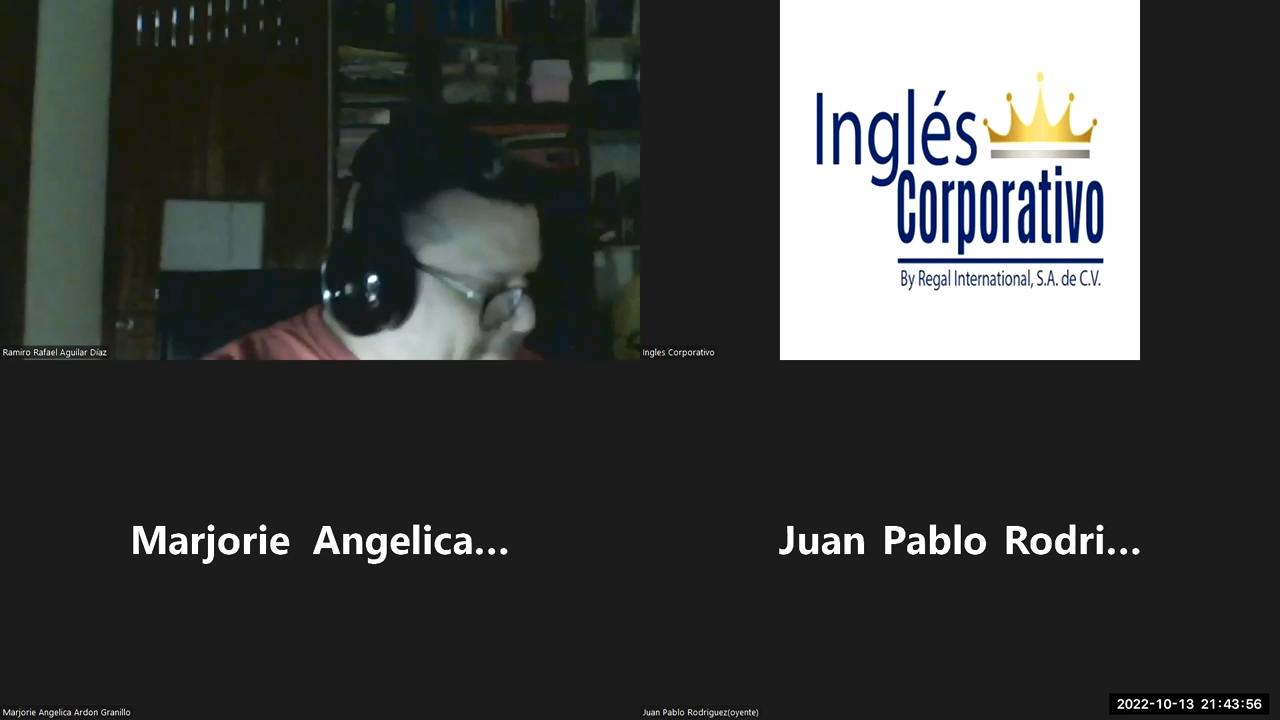 Inglés
Corporativo
By Regal International, S.A. de C.V.
Ramiro Rafael Aguilar Díaz
Ingles Corporativo
Marjorie Angelica...
Juan Pablo Rodri...
Marjorie Angelica Ardon Granillo
Juan Pablo Rodriguez(oyente)
2022-10-13 21:43:56